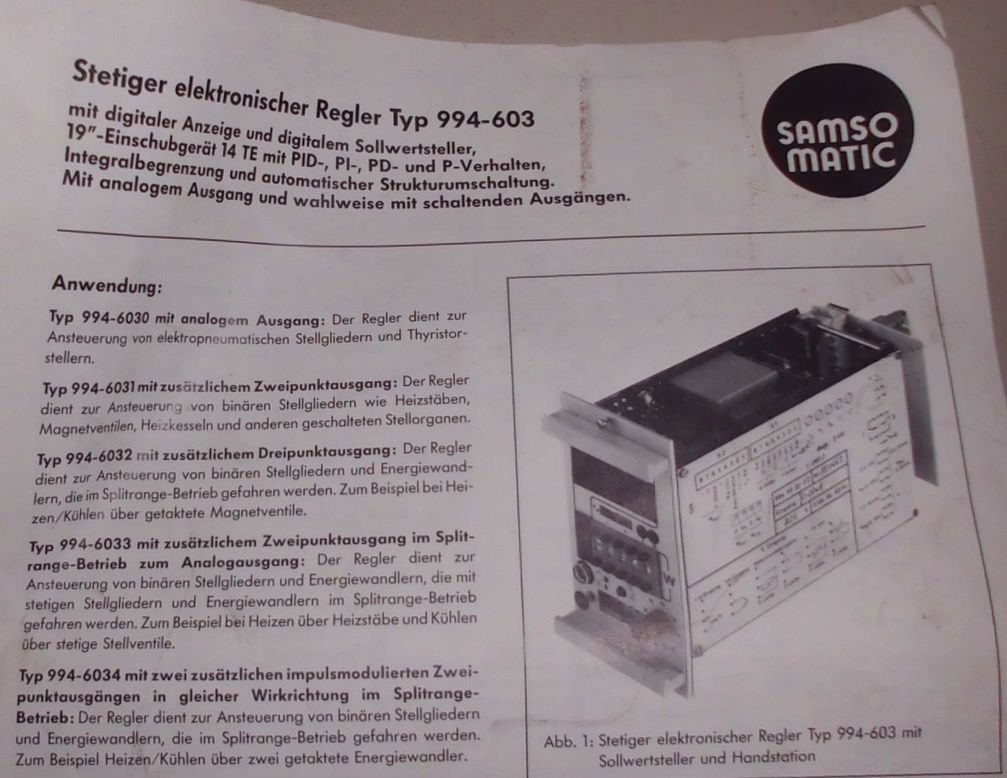 Stetiger elektronischer Regler Typ 994-603
mit digitaler Anzeige und digitalem Sollwertsteller,
19"-Einschubgerät 14 TE mit PID-, PI-, PD- und P-Verhalten,
Integralbegrenzung und automatischer Strukturumschaltung.
Mit analogem Ausgang und wahlweise mit schaltenden Ausgängen.
SAMSO
MATIC
Anwendung:
Typ 994-6030 mit analogem Ausgang: Der Regler dient zur
Ansteuerung von elektropneumatischen Stellgliedern und Thyristor-
stellern.
Typ 994-6031 mit zusätzlichem Zweipunktausgang: Der Regler
dient zur Ansteuerung von binären Stellgliedern wie Heizstäben,
Magnetventilen, Heizkesseln und anderen geschalteten Stellorganen.
Typ 994-6032 mit zusätzlichem Dreipunktausgang: Der Regler
dient zur Ansteuerung von binären Stellgliedern und Energiewand-
lern, die im Splitrange-Betrieb gefahren werden. Zum Beispiel bei Hei-
zen/Kühlen über getaktete Magnetventile.
Typ 994-6033 mit zusätzlichem Zweipunktausgang im Split-
range-Betrieb zum Analogausgang: Der Regler dient zur
Ansteuerung von binären Stellgliedern und Energiewandlern, die mit
stetigen Stellgliedern und Energiewandlern im Splitrange-Betrieb
gefahren werden. Zum Beispiel bei Heizen über Heizstäbe und Kühlen
über stetige Stellventile.
Typ 994-6034 mit zwei zusätzlichen impulsmodulierten Zwei-
punktausgängen in gleicher Wirkrichtung im Splitrange-
Betrieb: Der Regler dient zur Ansteuerung von binären Stellgliedern
und Energiewandlern, die im Splitrange-Betrieb gefahren werden.
Zum Beispiel Heizen/Kühlen über zwei getaktete Energiewandler.
W
Abb. 1: Stetiger elektronischer Regler Typ 994-603 mit
Sollwertsteller und Handstation